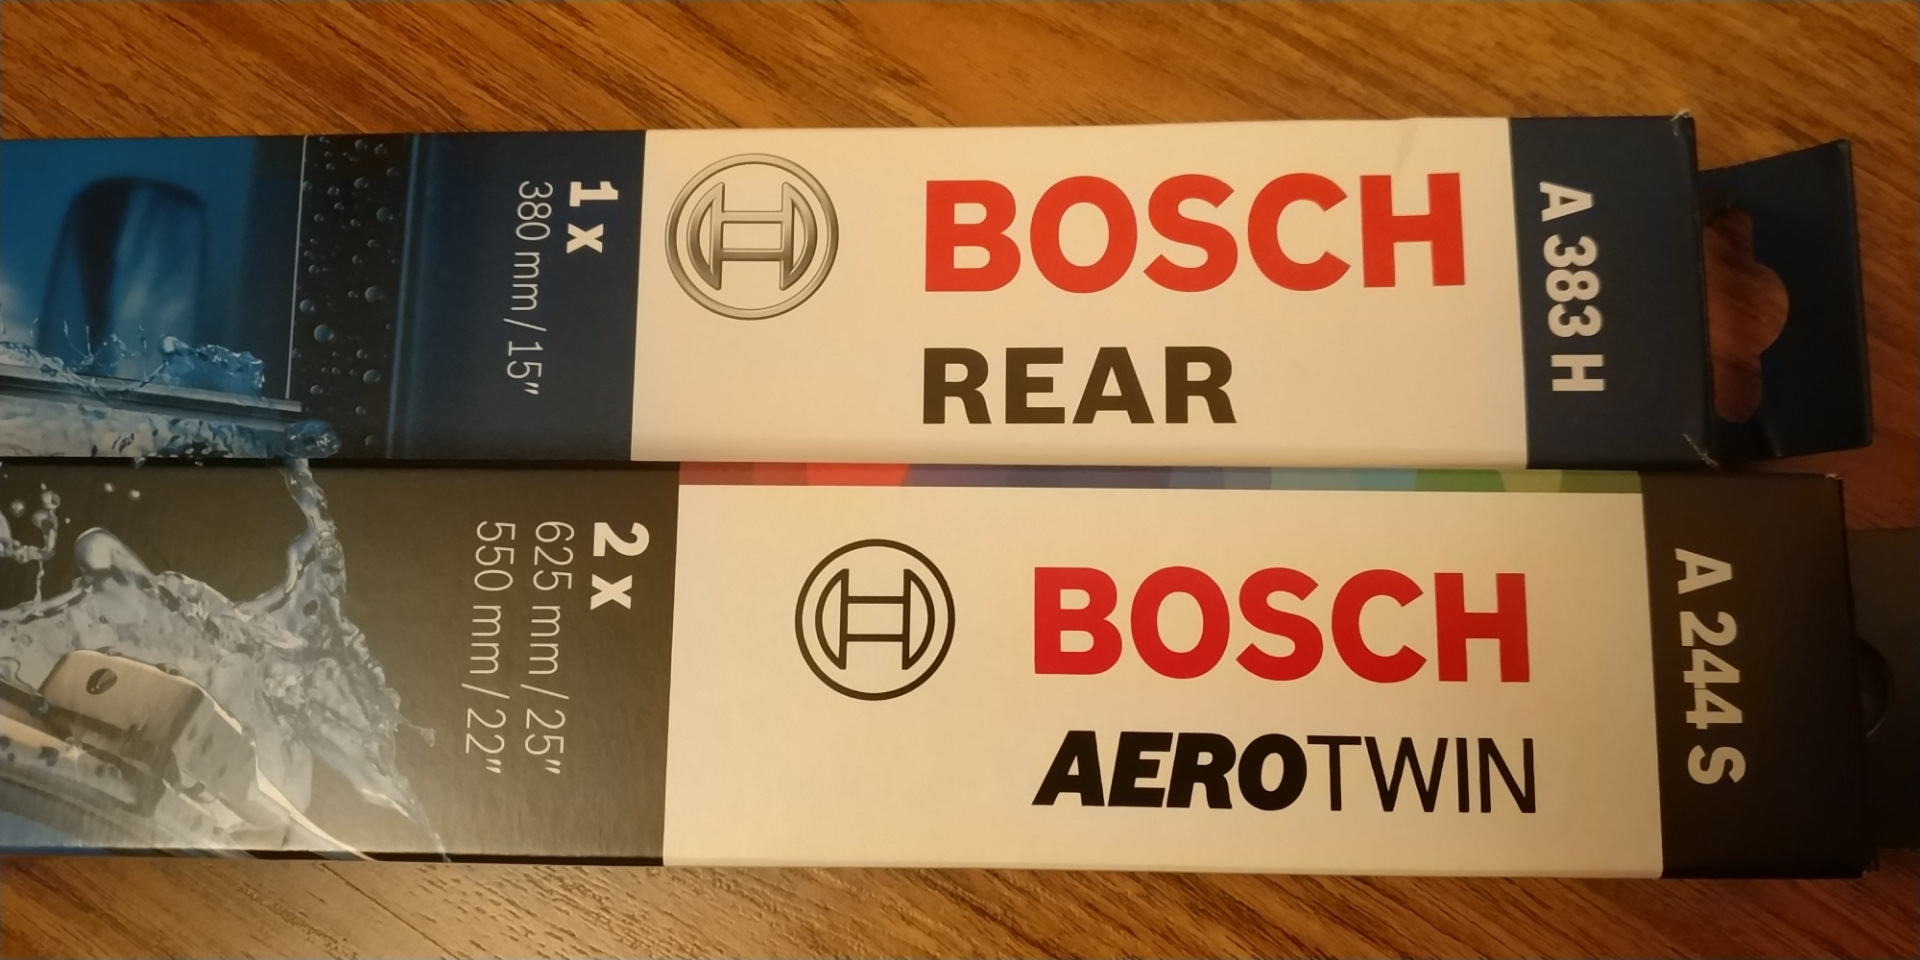 1 x
380 mm / 15"
BOSCH
REAR
A 383 H
2 x
625 mm / 25"
550 mm / 22"
BOSCH
AEROTWIN
A 244 S